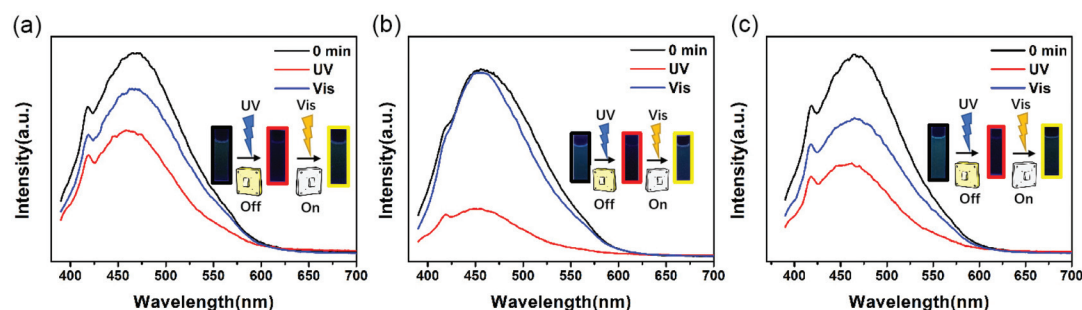 (a)
Intensity(a.u.)
0 min
UV
Vis
UV
Vis
Off
On
400
450
500
550
600
650
700
Wavelength(nm)
(b)
Intensity(a.u.)
0 min
UV
Vis
UV
Vis
Off
On
400
450
500
550
600
650
700
Wavelength(nm)
(c)
Intensity(a.u.)
0 min
UV
Vis
UV
Vis
Off
On
400
450
500
550
600
650
700
Wavelength(nm)